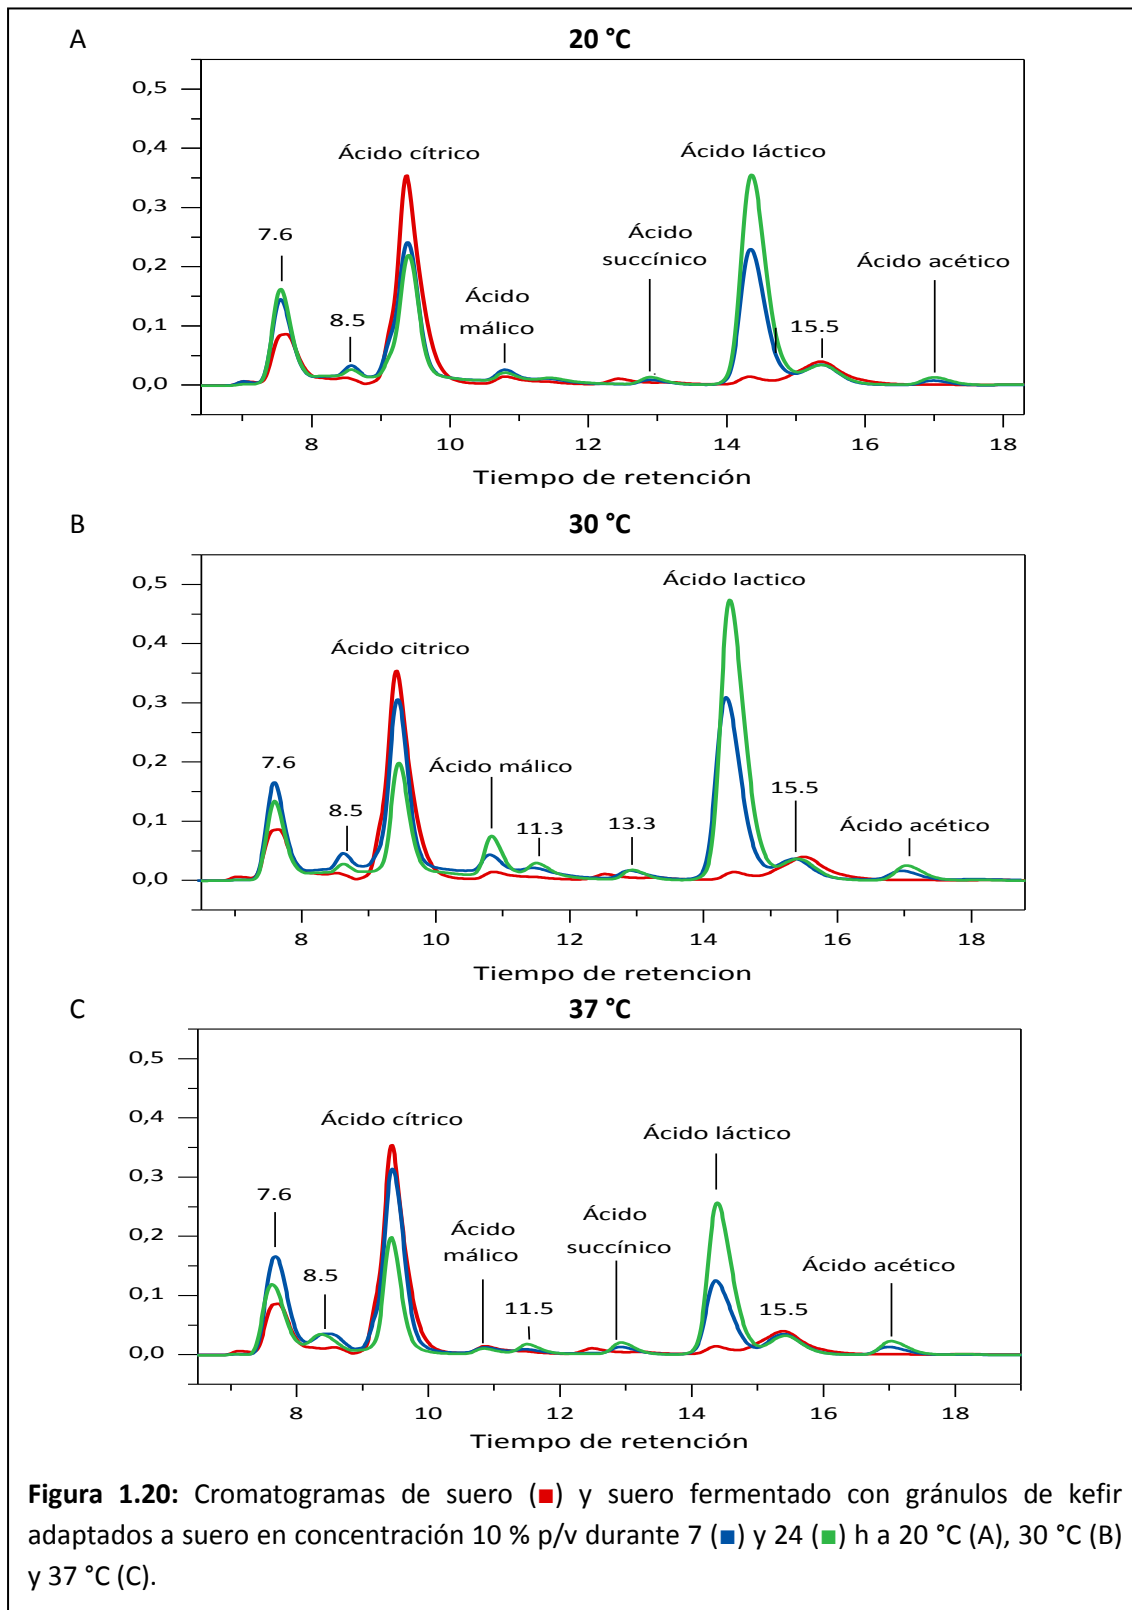 A
20 °C
0,5
0,4
0,3
0,2
0,1
0,0
7.6
8.5
Ácido cítrico
Ácido
málico
Ácido
succínico
Ácido láctico
15.5
Ácido acético
8 10 12 14 16 18
Tiempo de retención
B
30 °C
0,5
0,4
0,3
0,2
0,1
0,0
7.6
8.5
Ácido citrico
Ácido málico
11.3
13.3
Ácido lactico
15.5
Ácido acético
8 10 12 14 16 18
Tiempo de retencion
C
37 °C
0,5
0,4
0,3
0,2
0,1
0,0
7.6
8.5
Ácido cítrico
Ácido
málico
11.5
Ácido
succínico
Ácido láctico
15.5
Ácido acético
8 10 12 14 16 18
Tiempo de retención
Figura 1.20: Cromatogramas de suero (■) y suero fermentado con gránulos de kefir
adaptados a suero en concentración 10 % p/v durante 7 (■) y 24 (■) h a 20 °C (A), 30 °C (B)
y 37 °C (C).